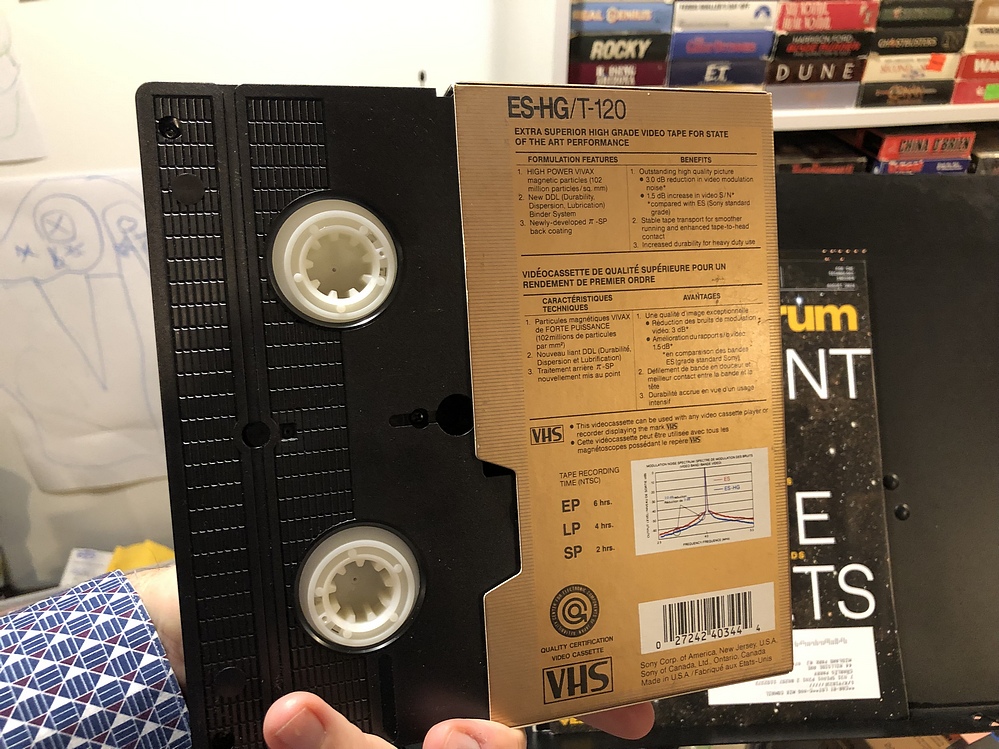 REAL GENIUS
ROCKY
HARRISON FORD
BLADE RUNNER
GHOSTBUSTERS
E.T.
DUNE
CHINA O'BRIEN
ES-HG/T-120
EXTRA SUPERIOR HIGH GRADE VIDEO TAPE FOR STATE
OF THE ART PERFORMANCE
FORMULATION FEATURES
1. HIGH POWER VIVAX
magnetic particles (102
million particles/sq. mm)
2. New DDL (Durability,
Dispersion, Lubrication)
Binder System
3. Newly-developed π-SP
back coating
BENEFITS
1. Outstanding high quality picture
• 3.0 dB reduction in video modulation
noise*
• 1.5 dB increase in video S/N*
*compared with ES (Sony standard
grade)
2. Stable tape transport for smoother
running and enhanced tape-to-head
contact
3. Increased durability for heavy duty use
VIDÉOCASSETTE DE QUALITÉ SUPÉRIEURE POUR UN
RENDEMENT DE PREMIER ORDRE
CARACTÉRISTIQUES
TECHNIQUES
1. Particules magnétiques VIVAX
de FORTE PUISSANCE
(102 millions de particules
par mm²)
2. Nouveau liant DDL (Durabilité,
Dispersion et Lubrification)
3. Traitement arrière π-SP
nouvellement mis au point
AVANTAGES
1. Une qualité d'image exceptionnelle
• Réduction des bruits de modulation
vidéo: 3 dB*
• Amélioration du rapport s/b vidéo:
1.5 dB*
*en comparaison des bandes
ES (grade standard Sony)
2. Défilement de bande en douceur et
meilleur contact entre la bande et la
tête
3. Durabilité accrue en vue d'un usage
intensif
VHS
• This videocassette can be used with any video cassette player or
recorder displaying the mark VHS
• Cette vidéocassette peut être utilisée avec tous les
magnétoscopes possédant le repère VHS
TAPE RECORDING
TIME (NTSC)
EP 6 hrs.
LP 4 hrs.
SP 2 hrs.
ES
ES-HG
QUALITY CERTIFICATION
VIDEO CASSETTE
VHS
0 27242 40344 4
Sony Corp. of America, New Jersey, U.S.A.
Sony of Canada, Ltd., Ontario, Canada
Made in U.S.A./Fabriqué aux Etats-Unis
rum
NT
E
TS